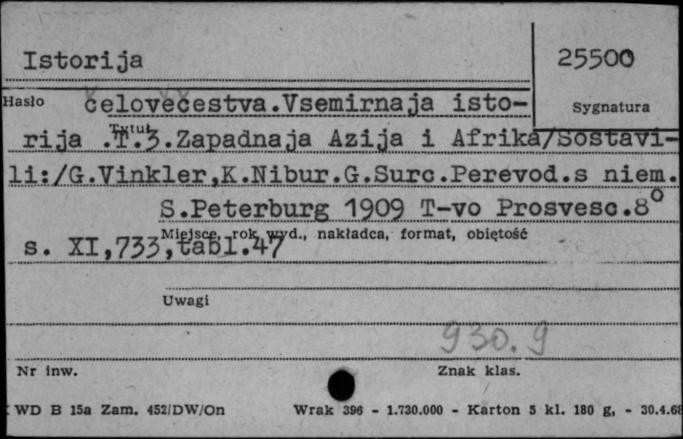 Istorija
25500
Hasło
čelovečestva.Vsemirnaja isto-
Sygnatura
Tytuł
rija .T.3.Zapadnaja Azija i Afrika/Sostavi-
li:/G.Vinkler,K.Nibur.G.Surc.Perevod.s niem.
S.Peterburg 1909 T-vo Prosvesc.8°
Miejsce, rok wyd., nakładca, format, objętość
s. XI,733,tabl.47
Uwagi
930.9
Nr inw.
Znak klas.
WD B 15a Zam. 452/DW/On Wrak 396 - 1.730.000 - Karton 5 kl. 180 g, - 30.4.68